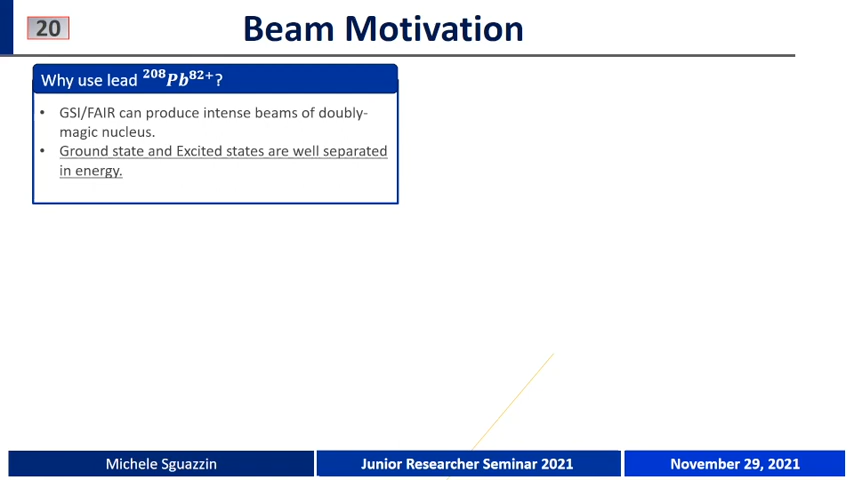 20
Beam Motivation
Why use lead ²⁰⁸Pb⁸²⁺?
• GSI/FAIR can produce intense beams of doubly-
magic nucleus.
• Ground state and Excited states are well separated
in energy.
Michele Sguazzin
Junior Researcher Seminar 2021
November 29, 2021